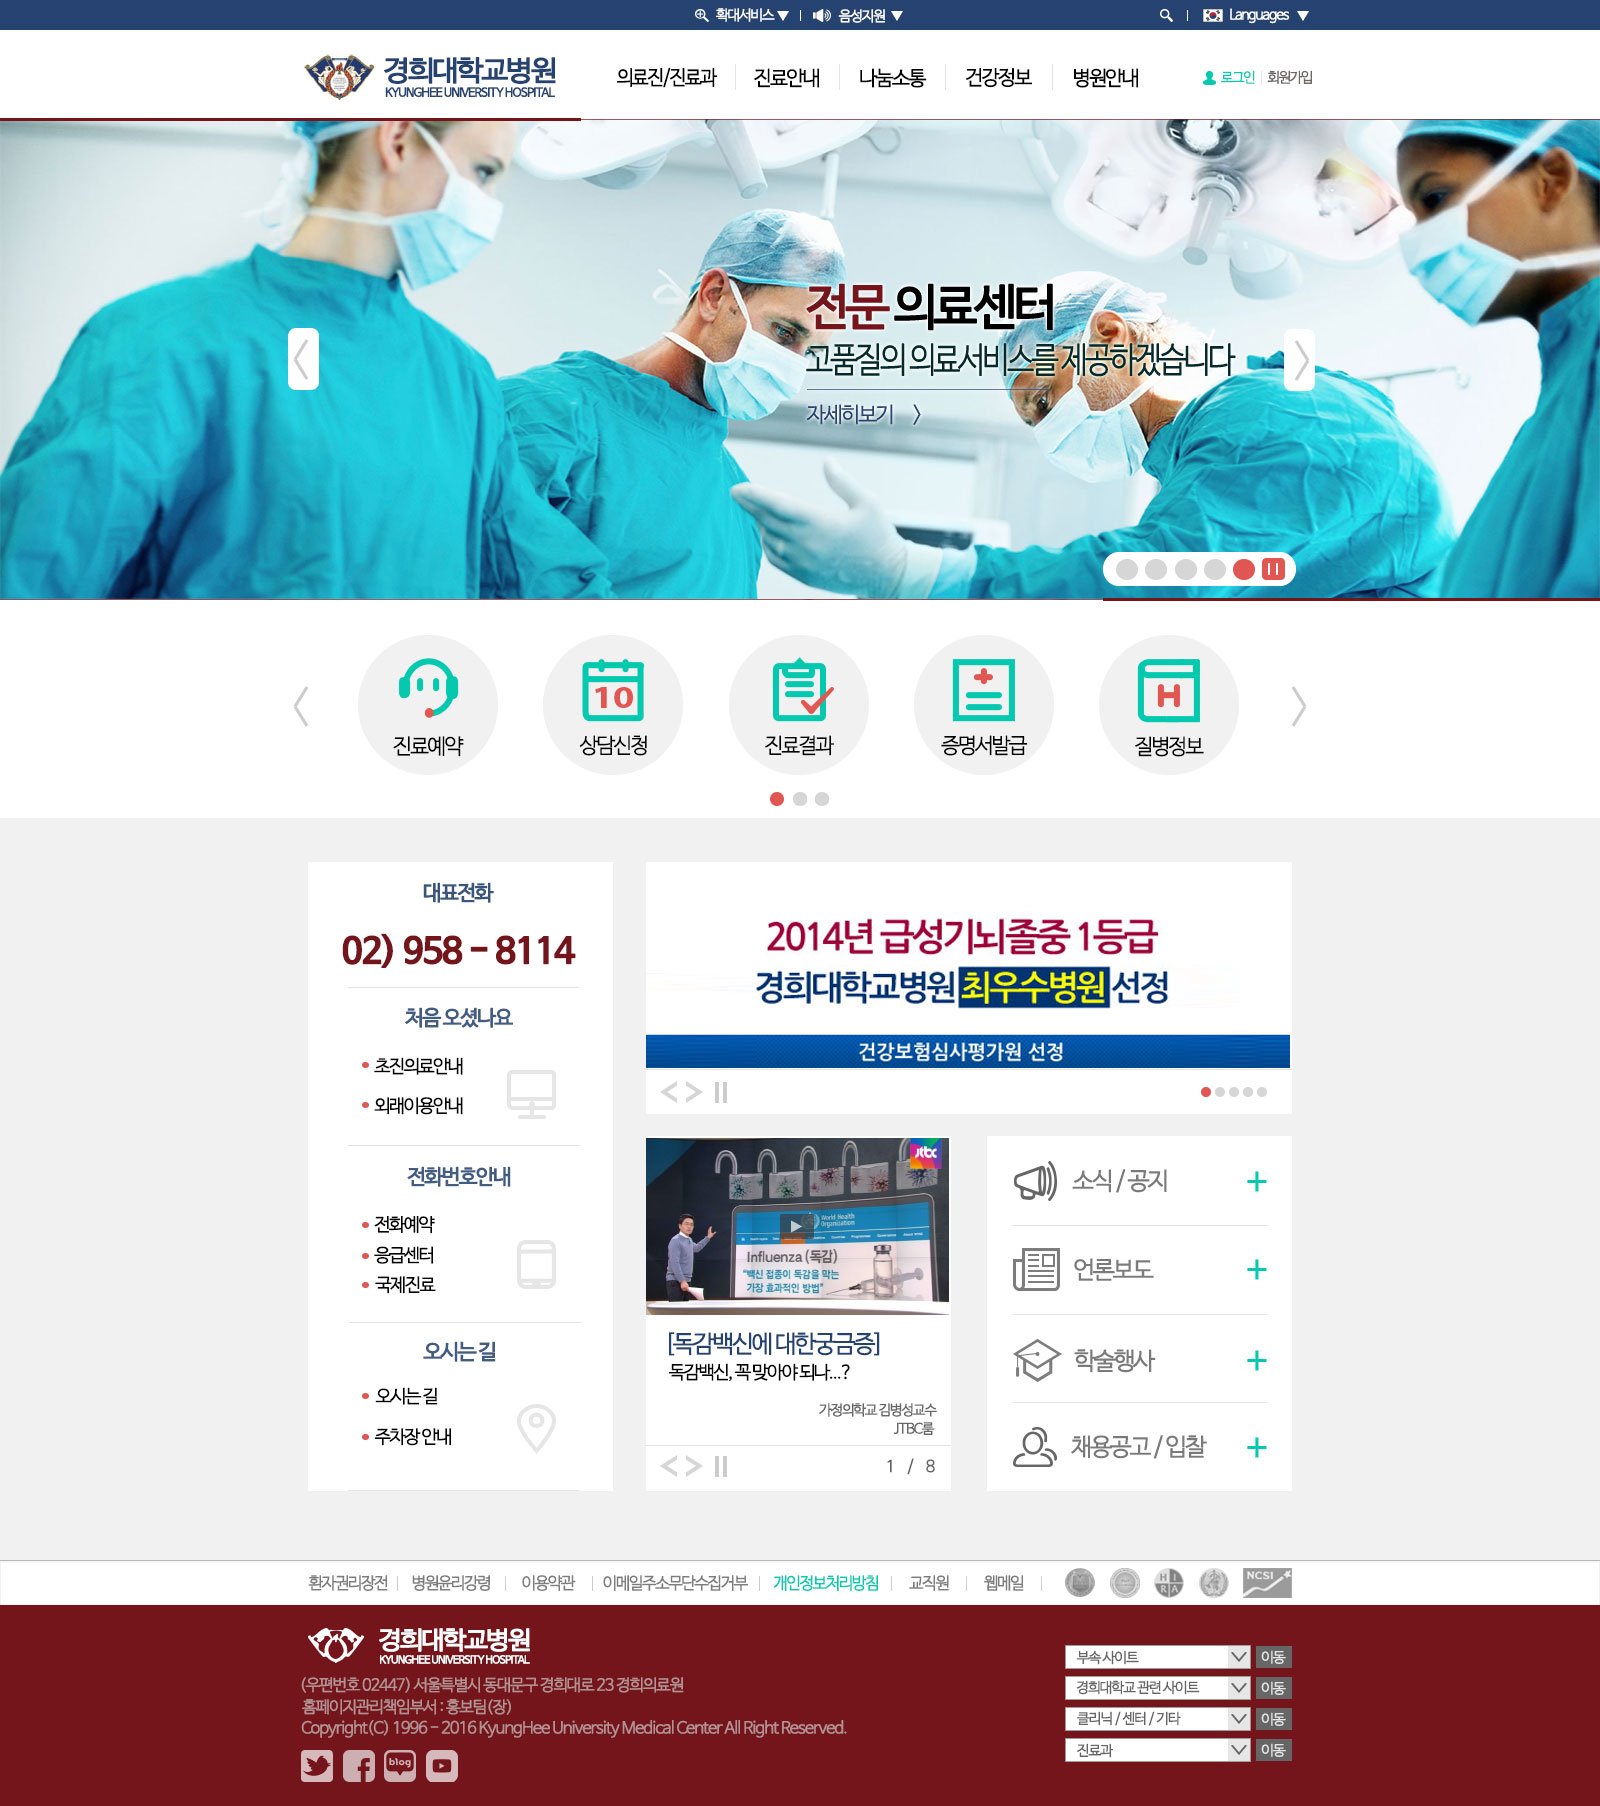 확대서비스 ▼ | 음성지원 ▼
Languages ▼
경희대학교병원
KYUNGHEE UNIVERSITY HOSPITAL
의료진/진료과
진료안내
나눔소통
건강정보
병원안내
로그인
회원가입
전문 의료센터
고품질의 의료서비스를 제공하겠습니다
자세히보기 >
10
H
진료예약
상담신청
진료결과
증명서발급
질병정보
대표전화
02) 958 - 8114
처음 오셨나요
초진의료안내
외래이용안내
전화번호안내
전화예약
응급센터
국제진료
오시는 길
오시는 길
주차장 안내
2014년 급성기뇌졸중 1등급
경희대학교병원 최우수병원 선정
건강보험심사평가원 선정
jtbc
World Health
Organization
Influenza (독감)
"백신 접종이 독감을 막는
가장 효과적인 방법"
[독감백신에 대한궁금증]
독감백신, 꼭 맞아야 되나...?
가정의학교 김병성교수
JTBC룸
1 / 8
소식 / 공지
언론보도
학술행사
채용공고 / 입찰
환자권리장전
병원윤리강령
이용약관
이메일주소무단수집거부
개인정보처리방침
교직원
웹메일
NCSI
경희대학교병원
KYUNGHEE UNIVERSITY HOSPITAL
(우편번호 02447) 서울특별시 동대문구 경희대로 23 경희의료원
홈페이지관리책임부서 : 홍보팀 (장)
Copyright (C) 1996 - 2016 KyungHee University Medical Center All Right Reserved.
blog
부속 사이트 이동
경희대학교 관련 사이트 이동
클리닉 / 센터 / 기타 이동
진료과 이동